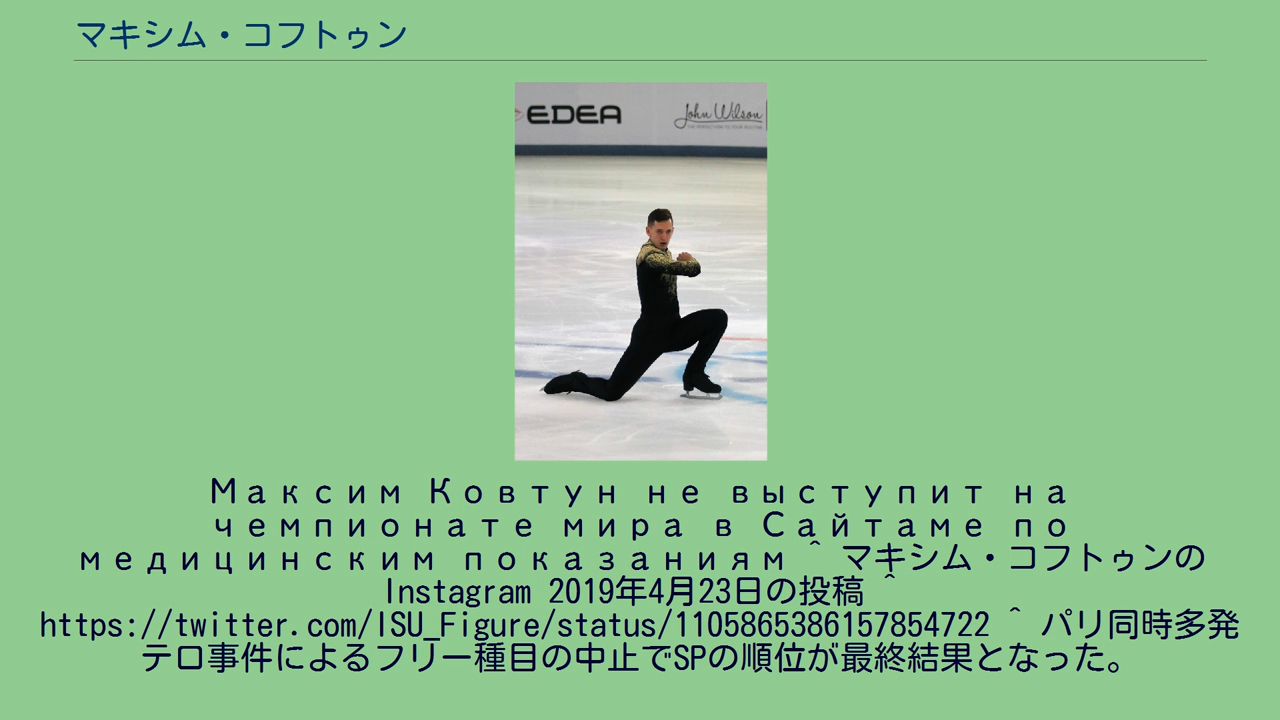 マキシム・コフトゥン
EDEA
John Wilson
Максим Ковтун не выступит на
чемпионате мира в Сайтаме по
медицинским показаниям ^ マキシム・コフトゥンの
Instagram 2019年4月23日の投稿 ^
https://twitter.com/ISU_Figure/status/1105865386157854722 ^ パリ同時多発
テロ事件によるフリー種目の中止でSPの順位が最終結果となった。